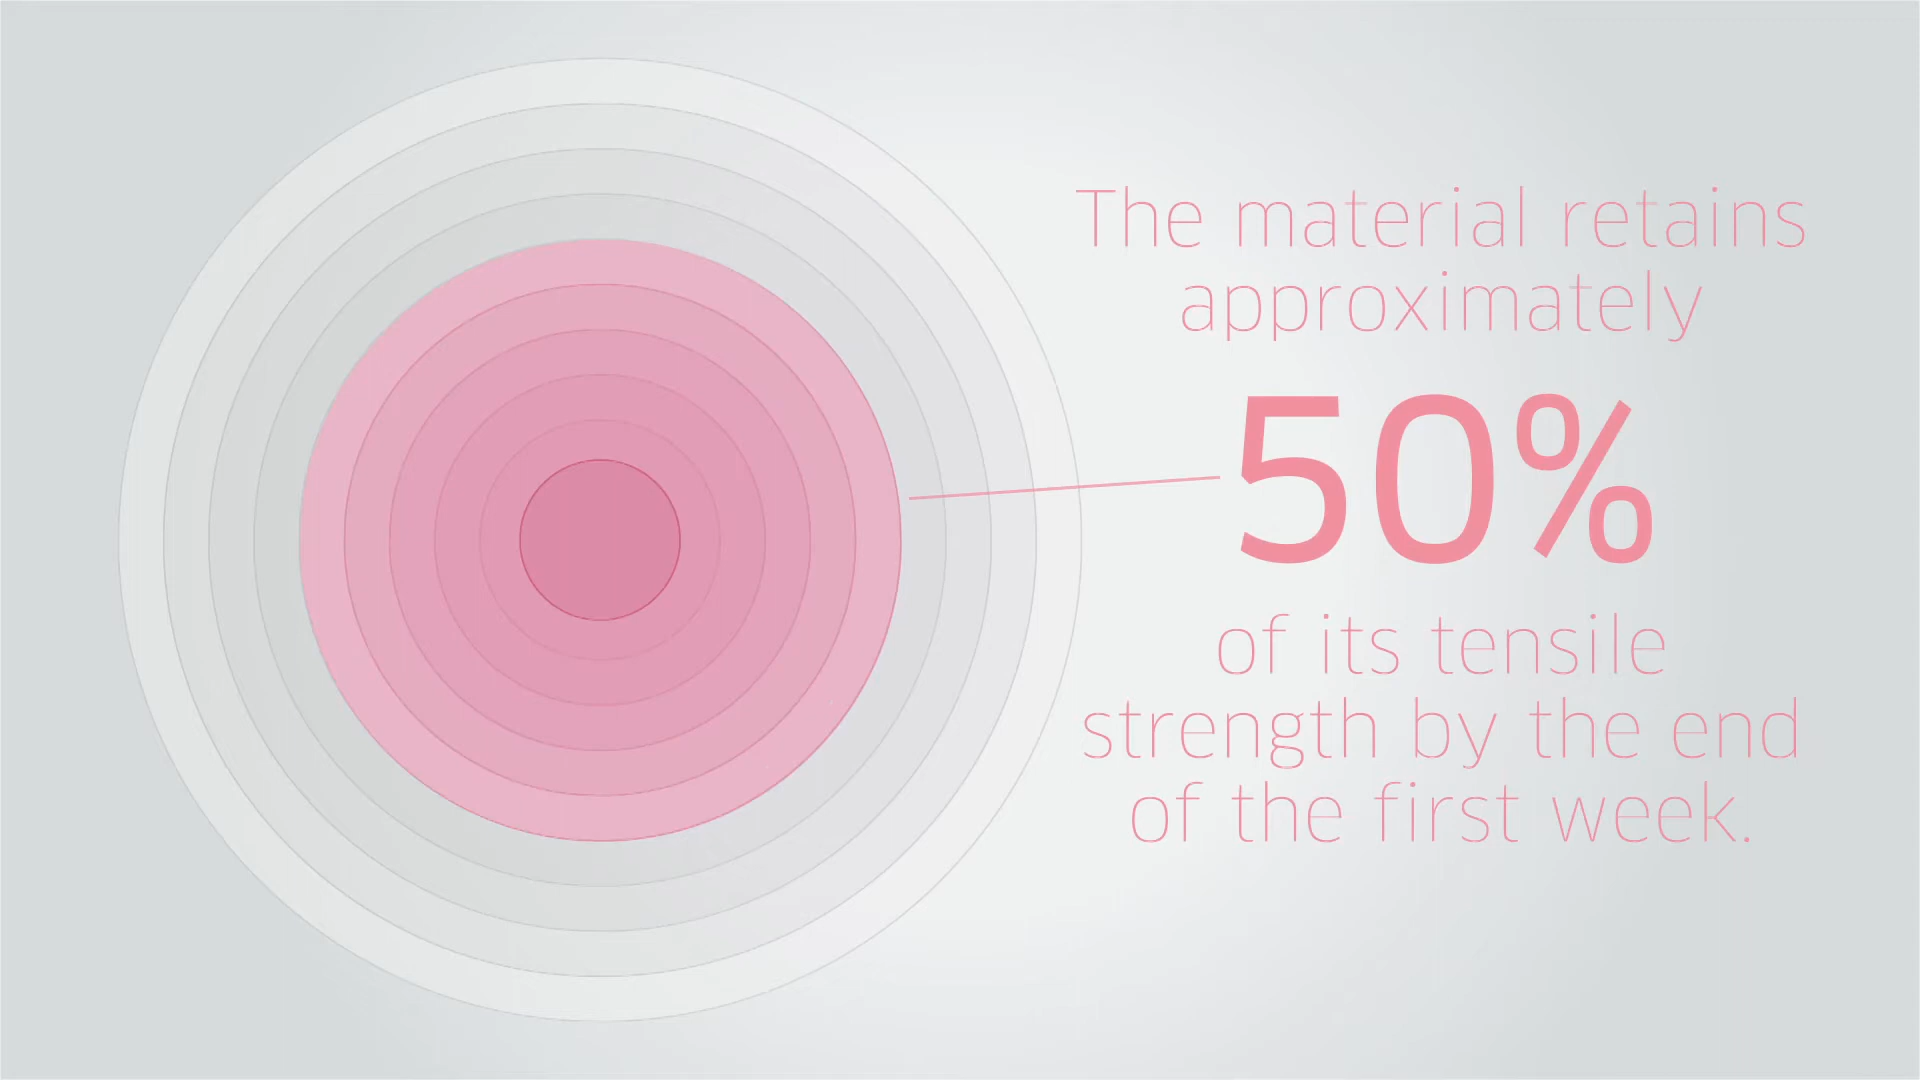 The material retains
approximately
50%
of its tensile
strength by the end
of the first week.